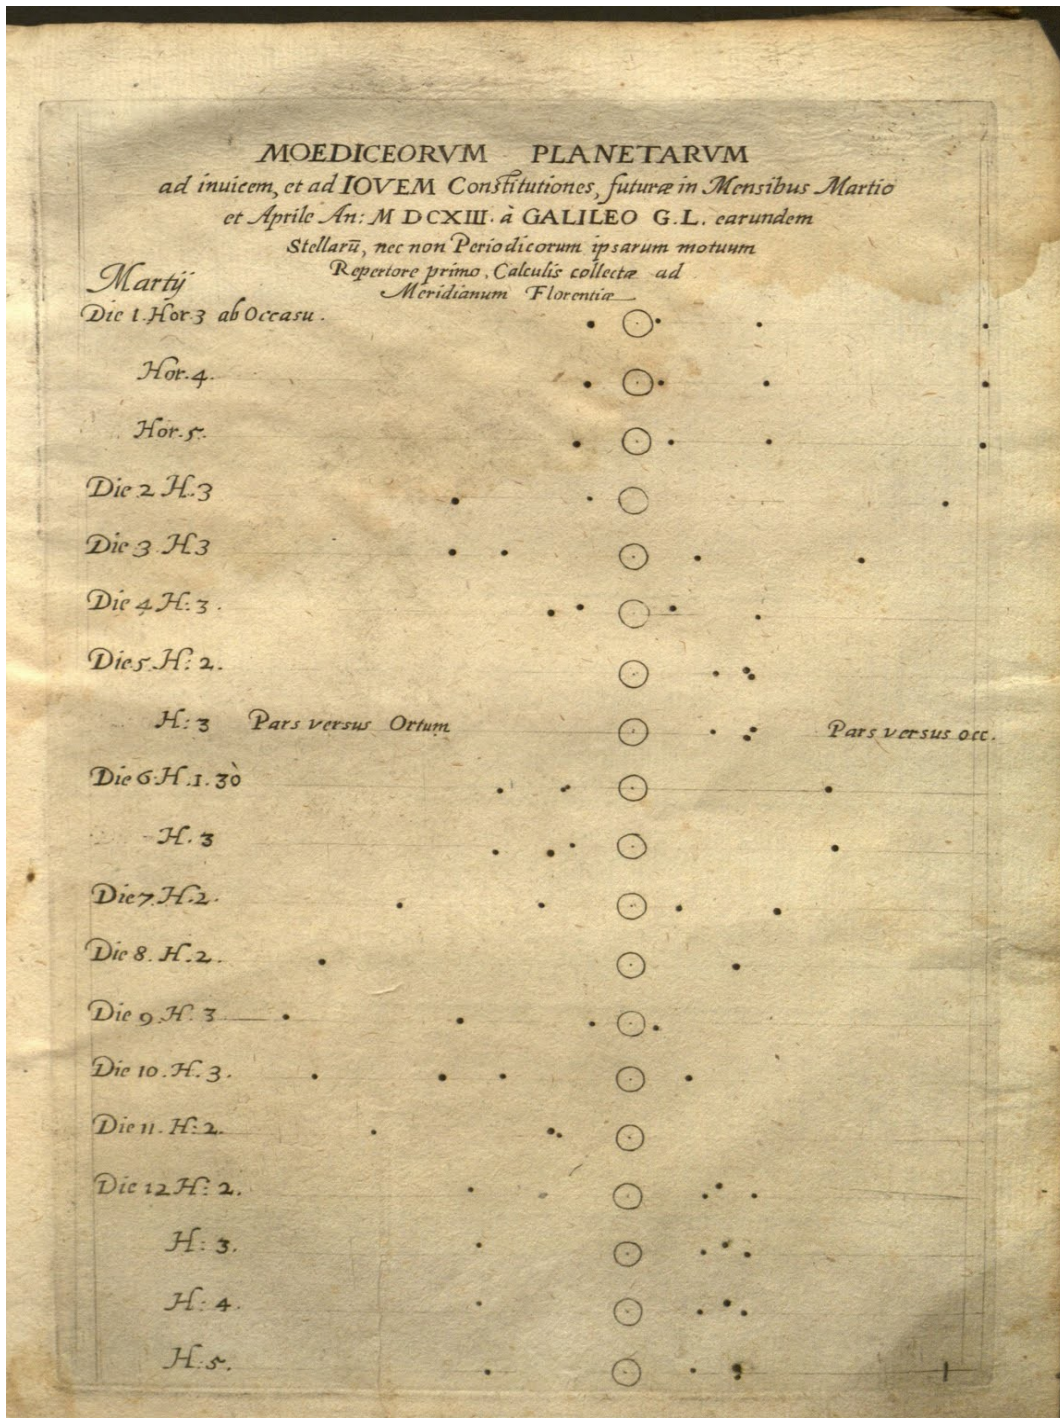 MOEDICEORVM PLANETARVM
ad inuicem, et ad IOVEM Constitutiones, futuræ in Mensibus Martio
et Aprile An: M DCXIII. à GALILEO G.L. earundem
Stellarū, nec non Periodicorum ipsarum motuum
Repertore primo, Calculis collectæ ad
Meridianum Florentiæ
Martij
Die 1. Hor. 3 ab Occasu.
Hor. 4.
Hor. 5.
Die 2 H. 3
Die 3 H. 3
Die 4 H: 3.
Die 5. H: 2.
H: 3 Pars versus Ortum Pars versus occ.
Die 6. H. 1. 30
H. 3
Die 7. H. 2.
Die 8. H. 2.
Die 9. H. 3
Die 10. H. 3.
Die 11. H: 2.
Die 12 H: 2.
H: 3.
H: 4.
H: 5.
1